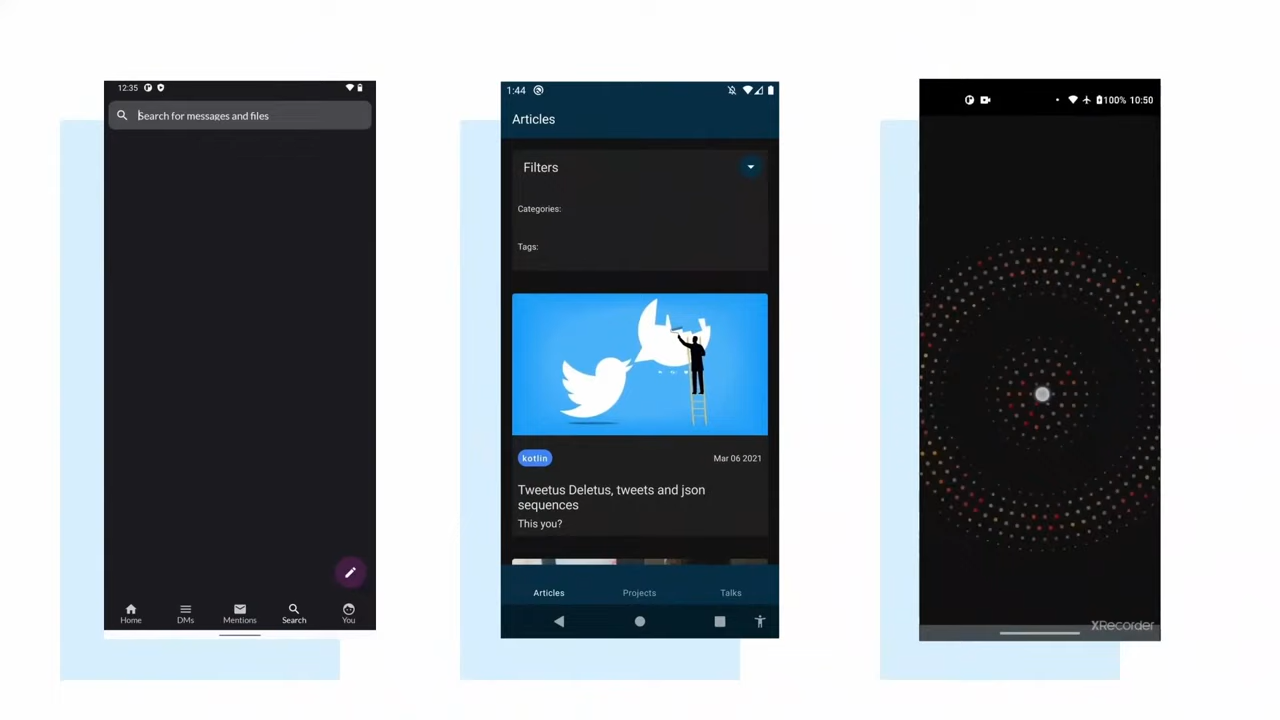 12:35
Search for messages and files
Home
DMs
Mentions
Search
You
1:44
Articles
Filters
Categories:
Tags:
kotlin
Mar 06 2021
Tweetus Deletus, tweets and json
sequences
This you?
Articles
Projects
Talks
100% 10:50
XRecorder